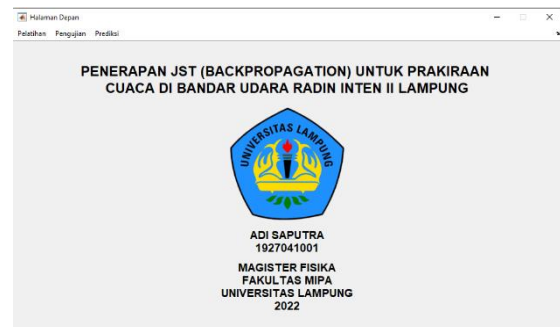 Halaman Depan
Pelatihan Pengujian Prediksi
PENERAPAN JST (BACKPROPAGATION) UNTUK PRAKIRAAN
CUACA DI BANDAR UDARA RADIN INTEN II LAMPUNG
UNIVERSITAS LAMPUNG
ADI SAPUTRA
1927041001
MAGISTER FISIKA
FAKULTAS MIPA
UNIVERSITAS LAMPUNG
2022